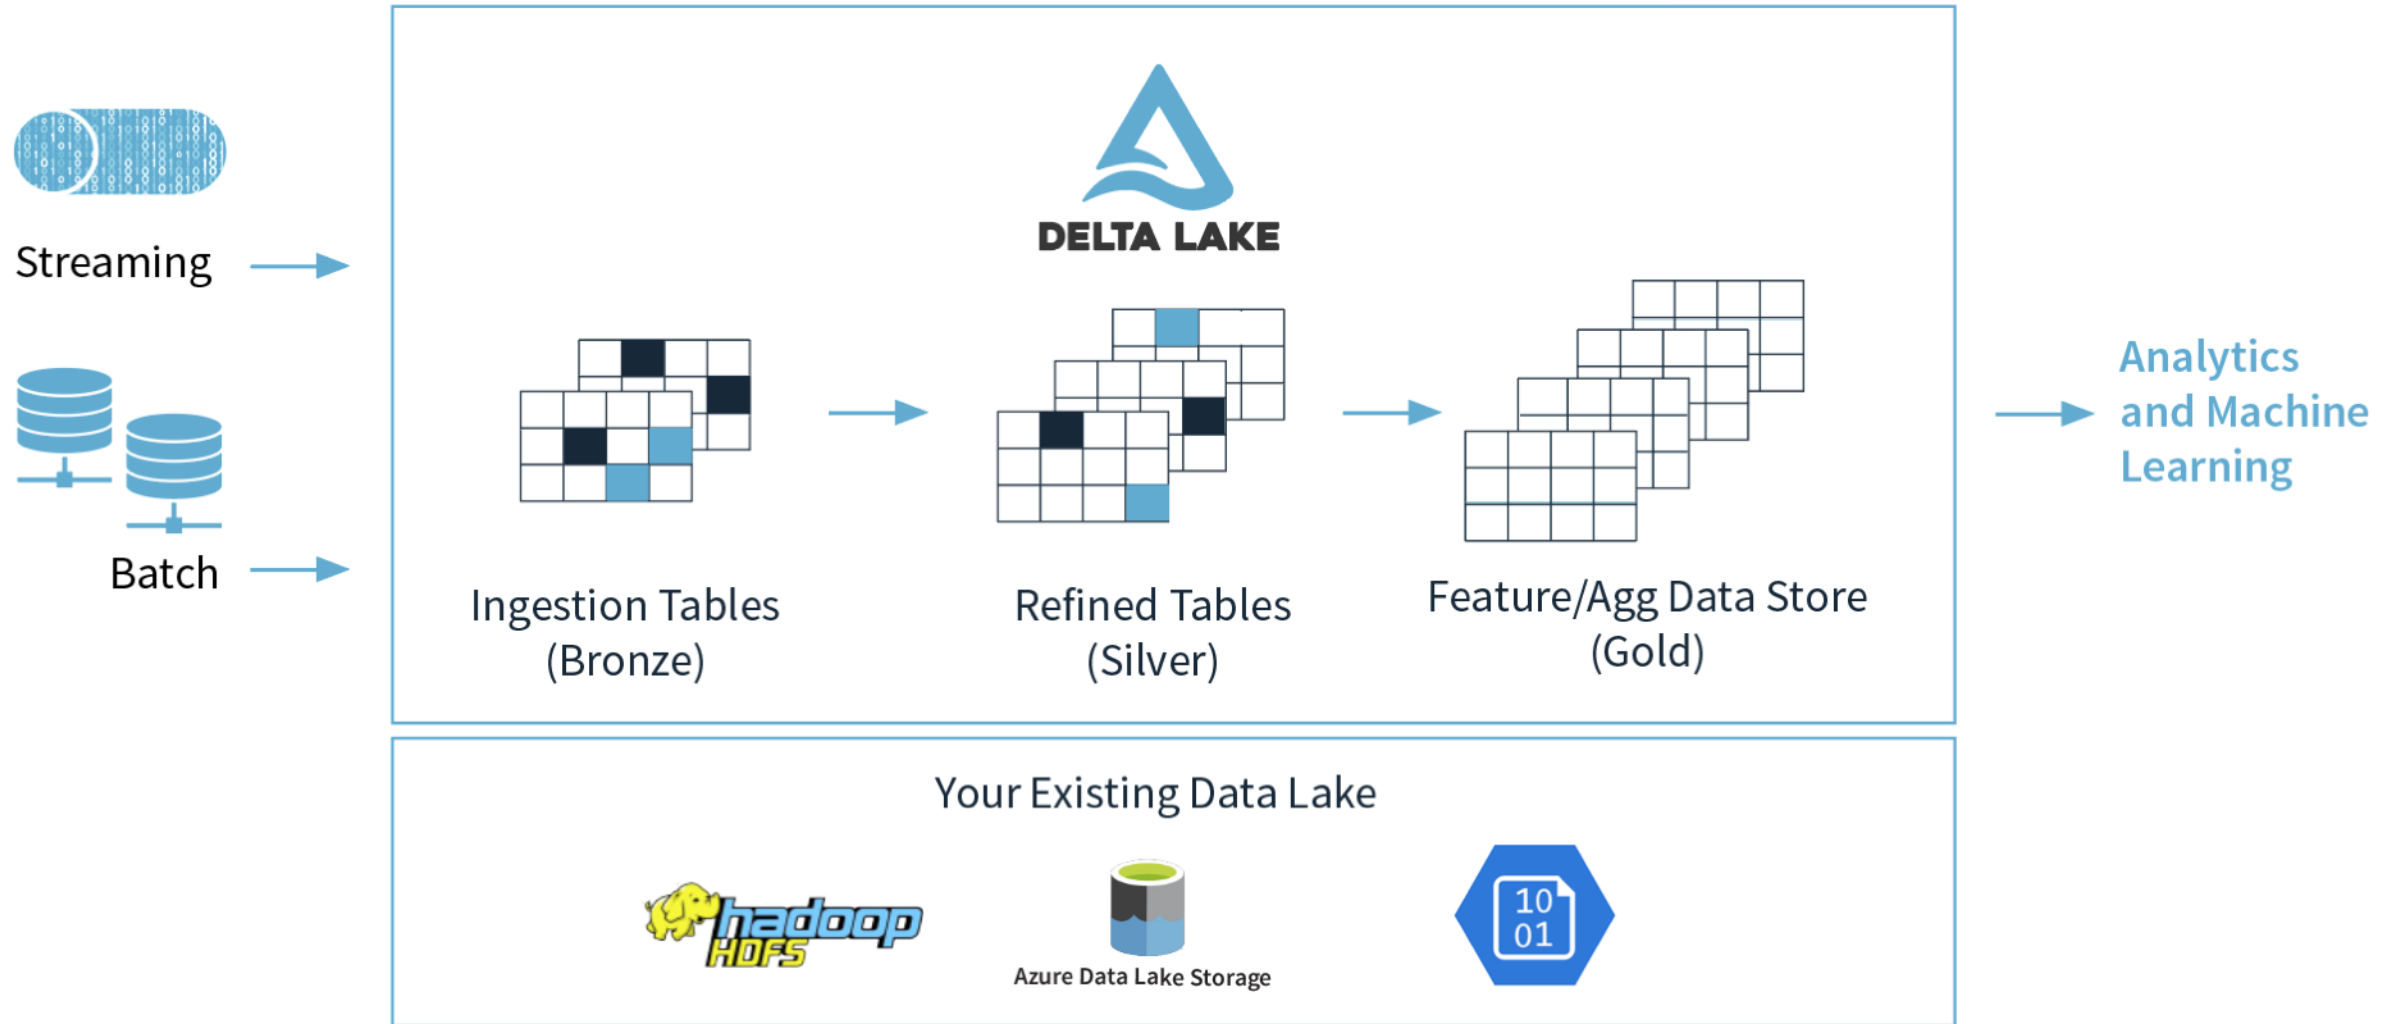 DELTA LAKE
Streaming
Batch
Ingestion Tables
(Bronze)
Refined Tables
(Silver)
Feature/Agg Data Store
(Gold)
Analytics
and Machine
Learning
Your Existing Data Lake
hadoop
HDFS
Azure Data Lake Storage
10
01